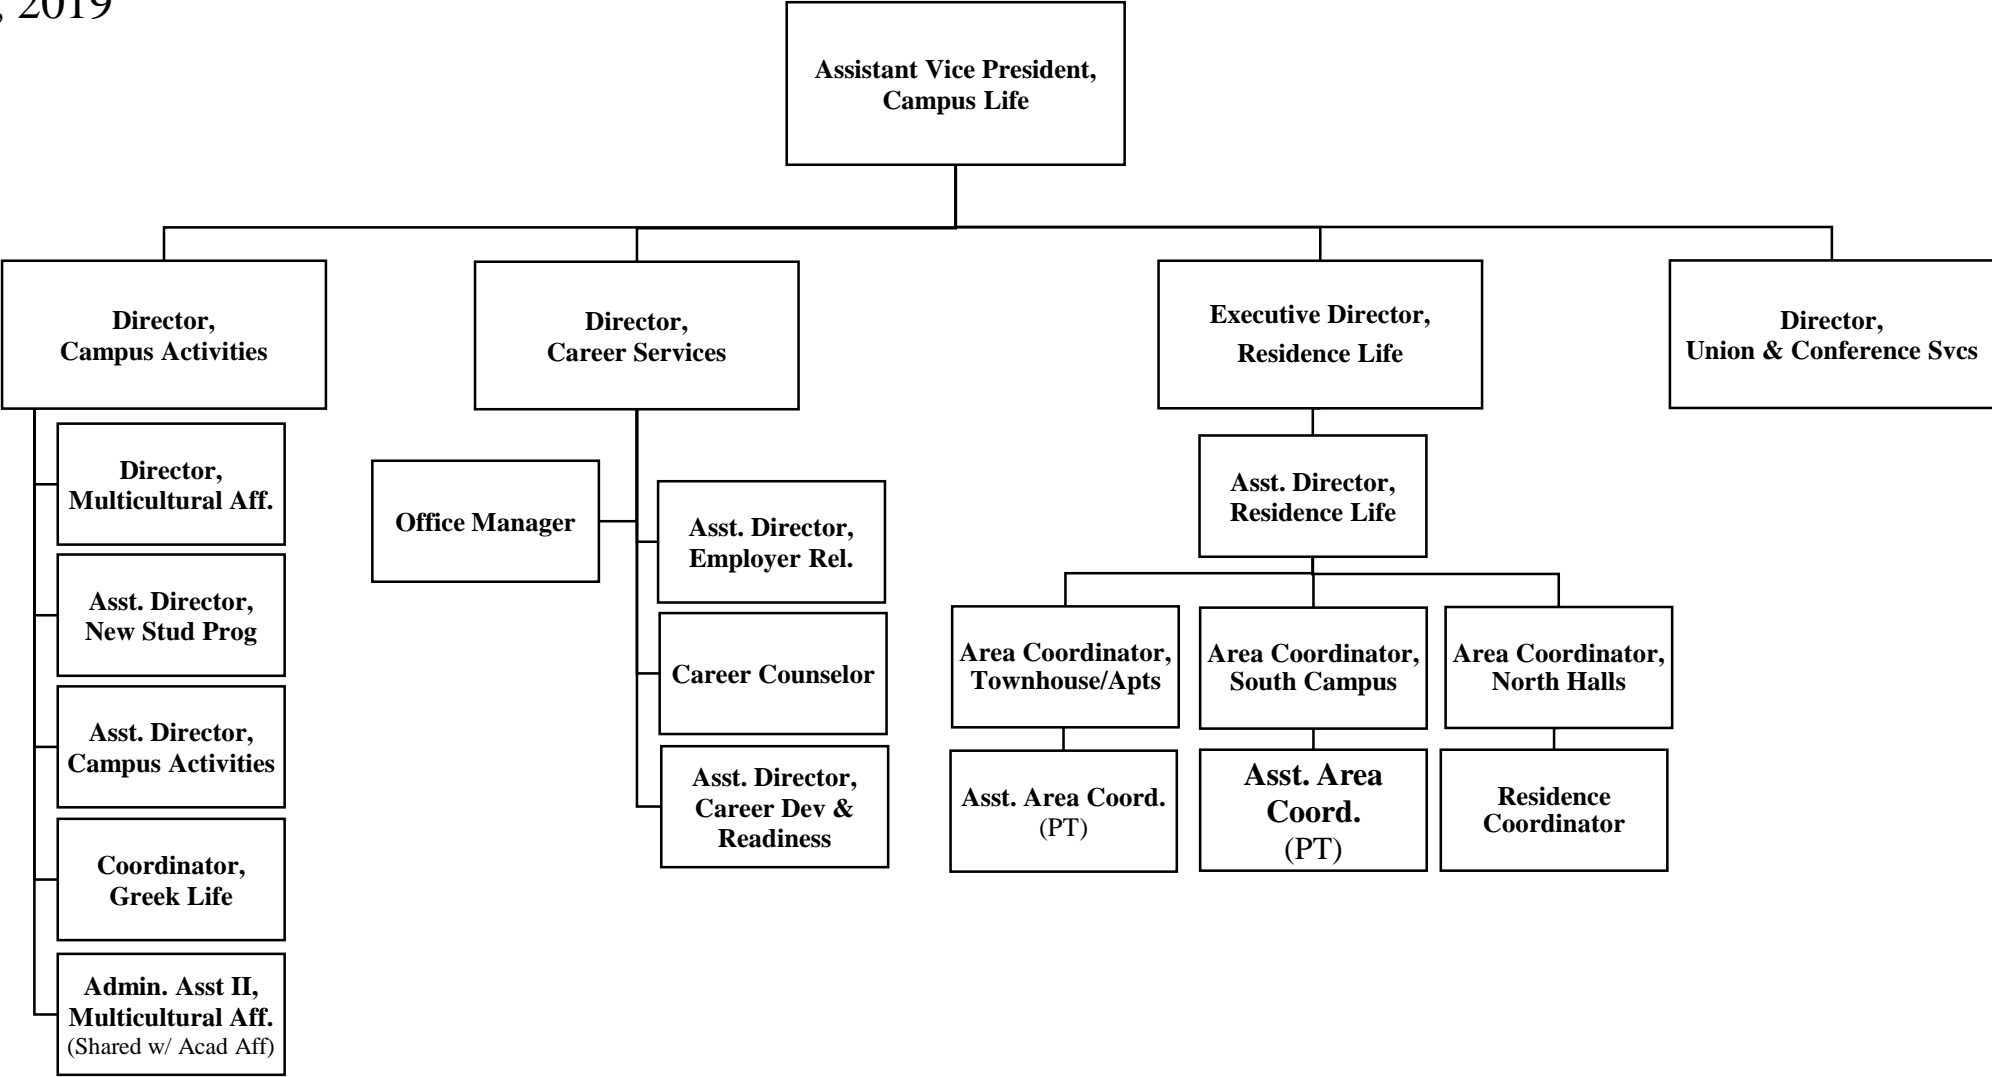 , 2019
Assistant Vice President,
Campus Life
Director,
Campus Activities
Director,
Career Services
Executive Director,
Residence Life
Director,
Union & Conference Svcs
Director,
Multicultural Aff.
Asst. Director,
New Stud Prog
Asst. Director,
Campus Activities
Coordinator,
Greek Life
Admin. Asst II,
Multicultural Aff.
(Shared w/ Acad Aff)
Office Manager
Asst. Director,
Employer Rel.
Career Counselor
Asst. Director,
Career Dev &
Readiness
Asst. Director,
Residence Life
Area Coordinator,
Townhouse/Apts
Area Coordinator,
South Campus
Area Coordinator,
North Halls
Asst. Area Coord.
(PT)
Asst. Area
Coord.
(PT)
Residence
Coordinator